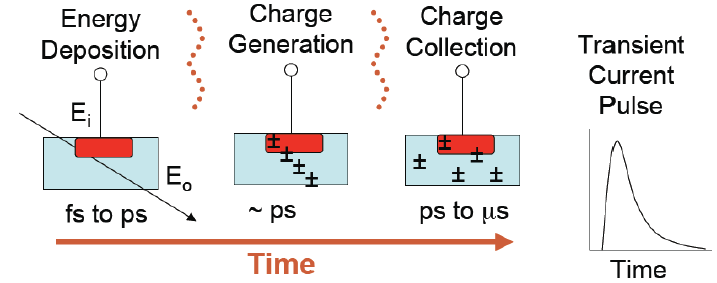 Energy
Deposition
Charge
Generation
Charge
Collection
Transient
Current
Pulse
Ei
Eo
±
±
±
±
±
±
±
±
±
fs to ps
~ ps
ps to μs
Time
Time